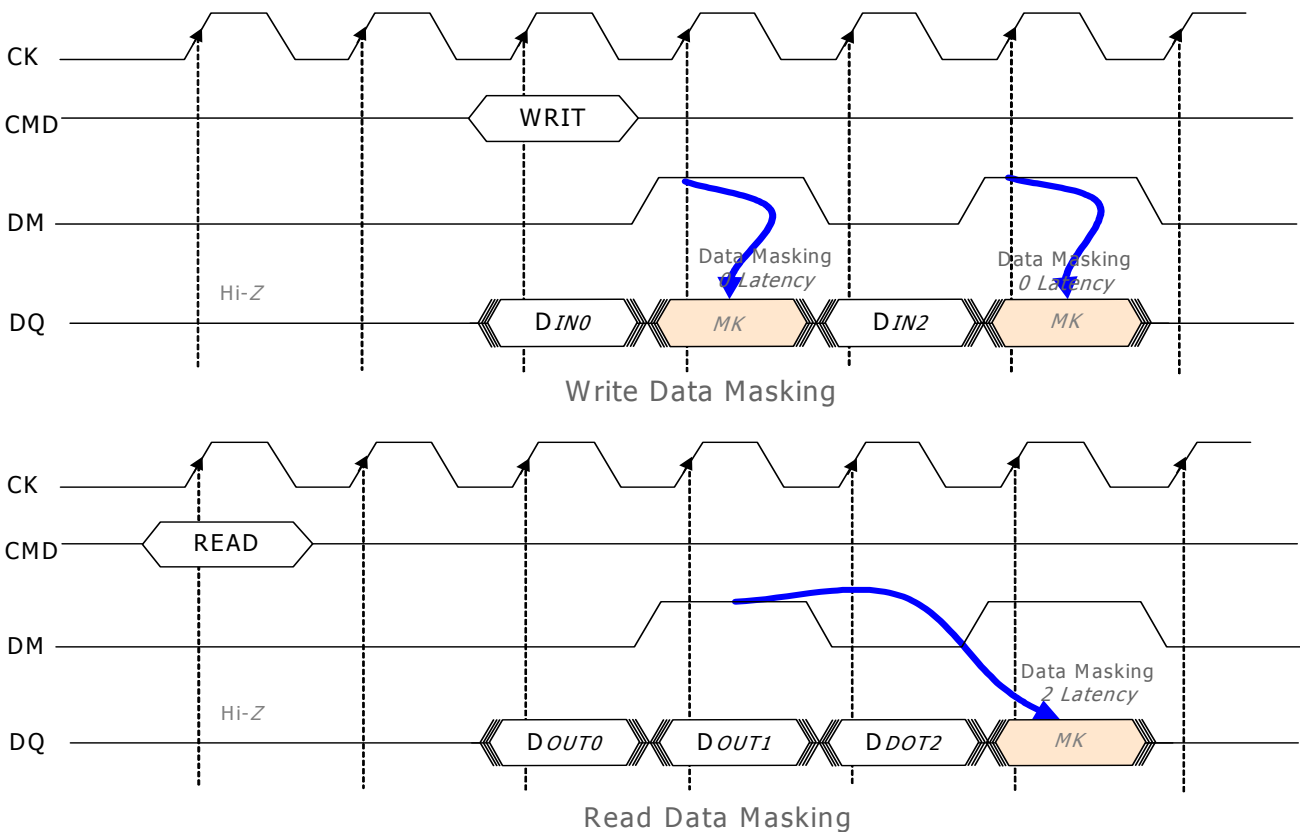 CK
CMD
WRIT
DM
Data Masking
0 Latency
Data Masking
0 Latency
Hi-Z
DQ
DIN0
MK
DIN2
MK
Write Data Masking
CK
CMD
READ
DM
Data Masking
2 Latency
Hi-Z
DQ
DOUT0
DOUT1
DDOT2
MK
Read Data Masking